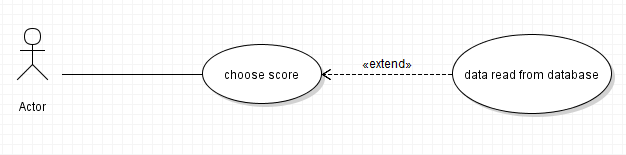 «extend»
choose score
data read from database
Actor